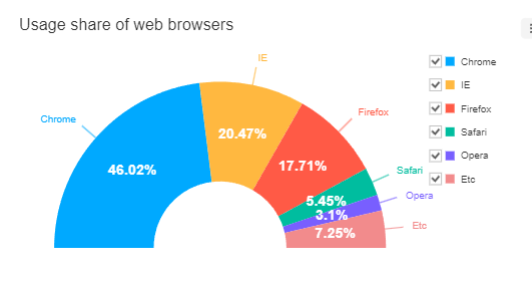 Usage share of web browsers
IE
Chrome
Firefox
20.47%
46.02%
17.71%
Safari
5.45%
Opera
3.1%
Etc
7.25%
Chrome
IE
Firefox
Safari
Opera
Etc